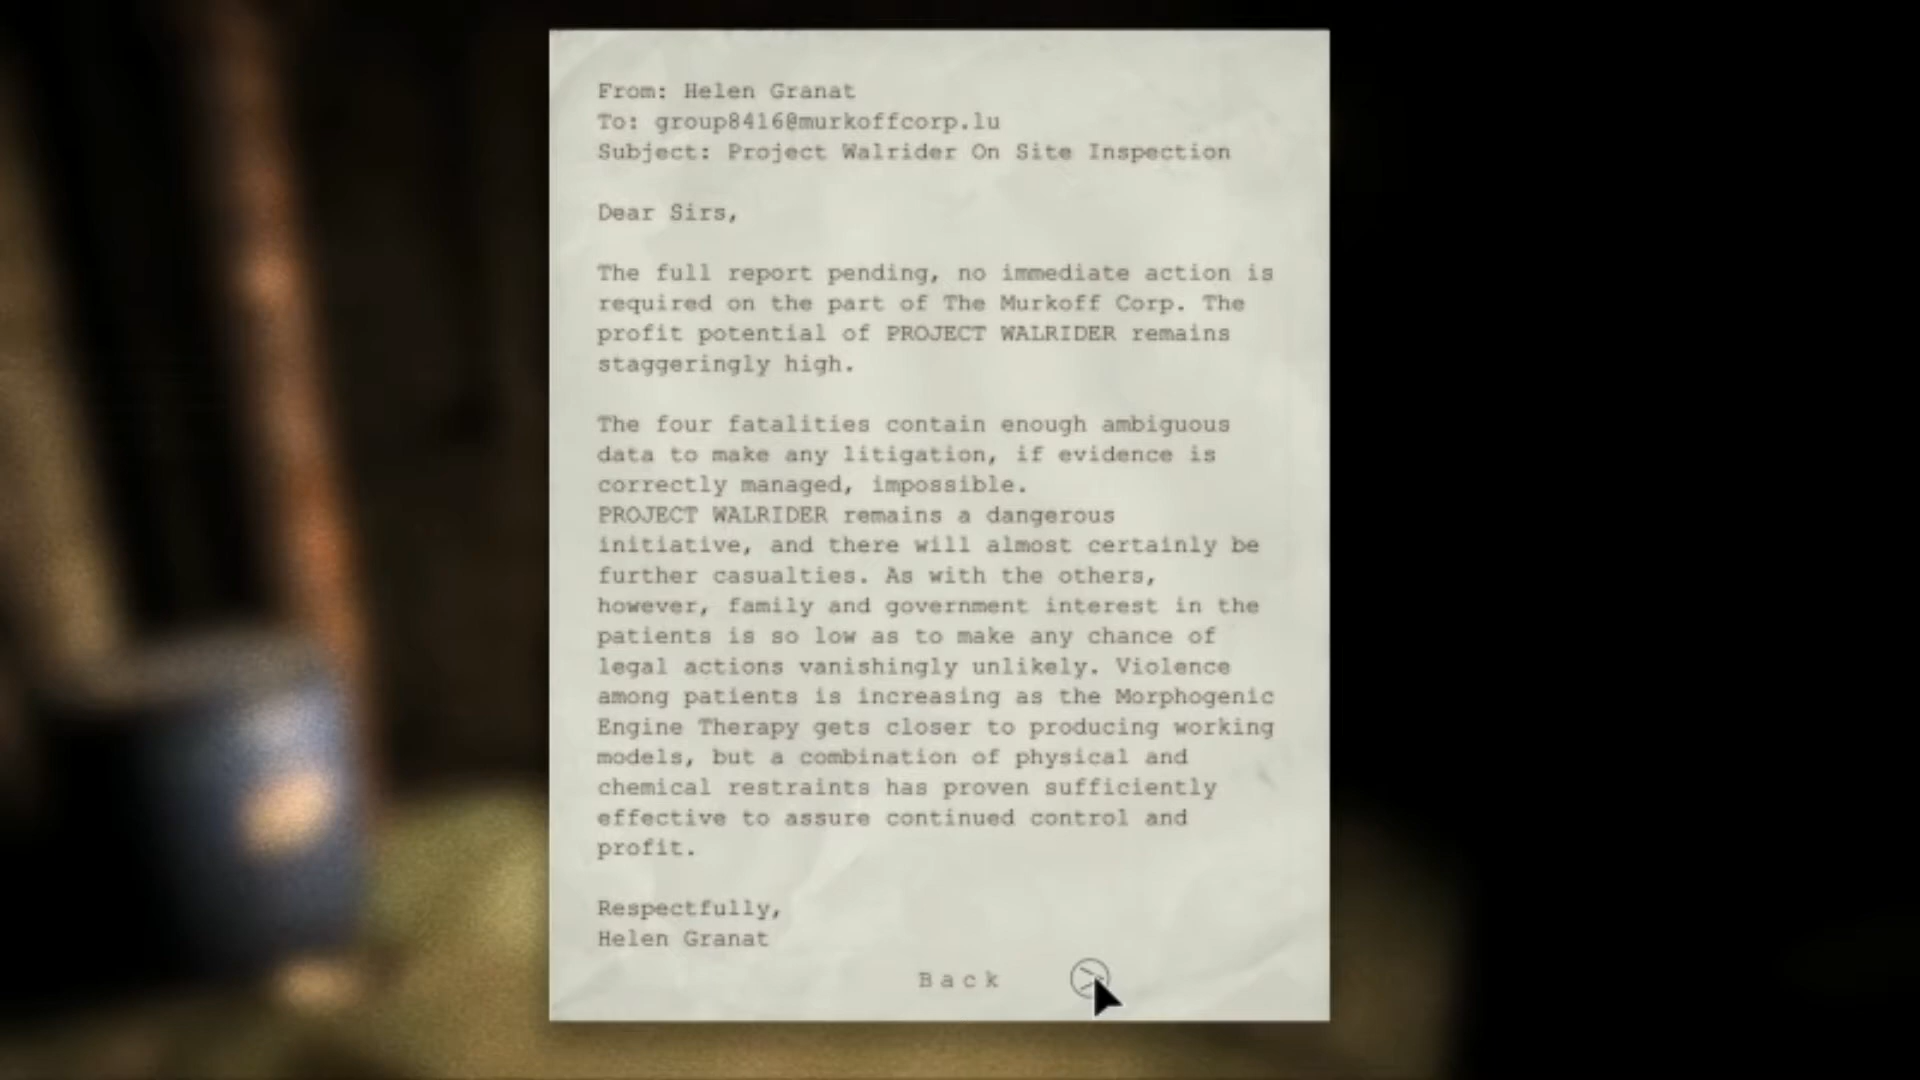 From: Helen Granat
To: group8416@murkoffcorp.lu
Subject: Project Walrider On Site Inspection
Dear Sirs,
The full report pending, no immediate action is
required on the part of The Murkoff Corp. The
profit potential of PROJECT WALRIDER remains
staggeringly high.
The four fatalities contain enough ambiguous
data to make any litigation, if evidence is
correctly managed, impossible.
PROJECT WALRIDER remains a dangerous
initiative, and there will almost certainly be
further casualties. As with the others,
however, family and government interest in the
patients is so low as to make any chance of
legal actions vanishingly unlikely. Violence
among patients is increasing as the Morphogenic
Engine Therapy gets closer to producing working
models, but a combination of physical and
chemical restraints has proven sufficiently
effective to assure continued control and
profit.
Respectfully,
Helen Granat
Back >